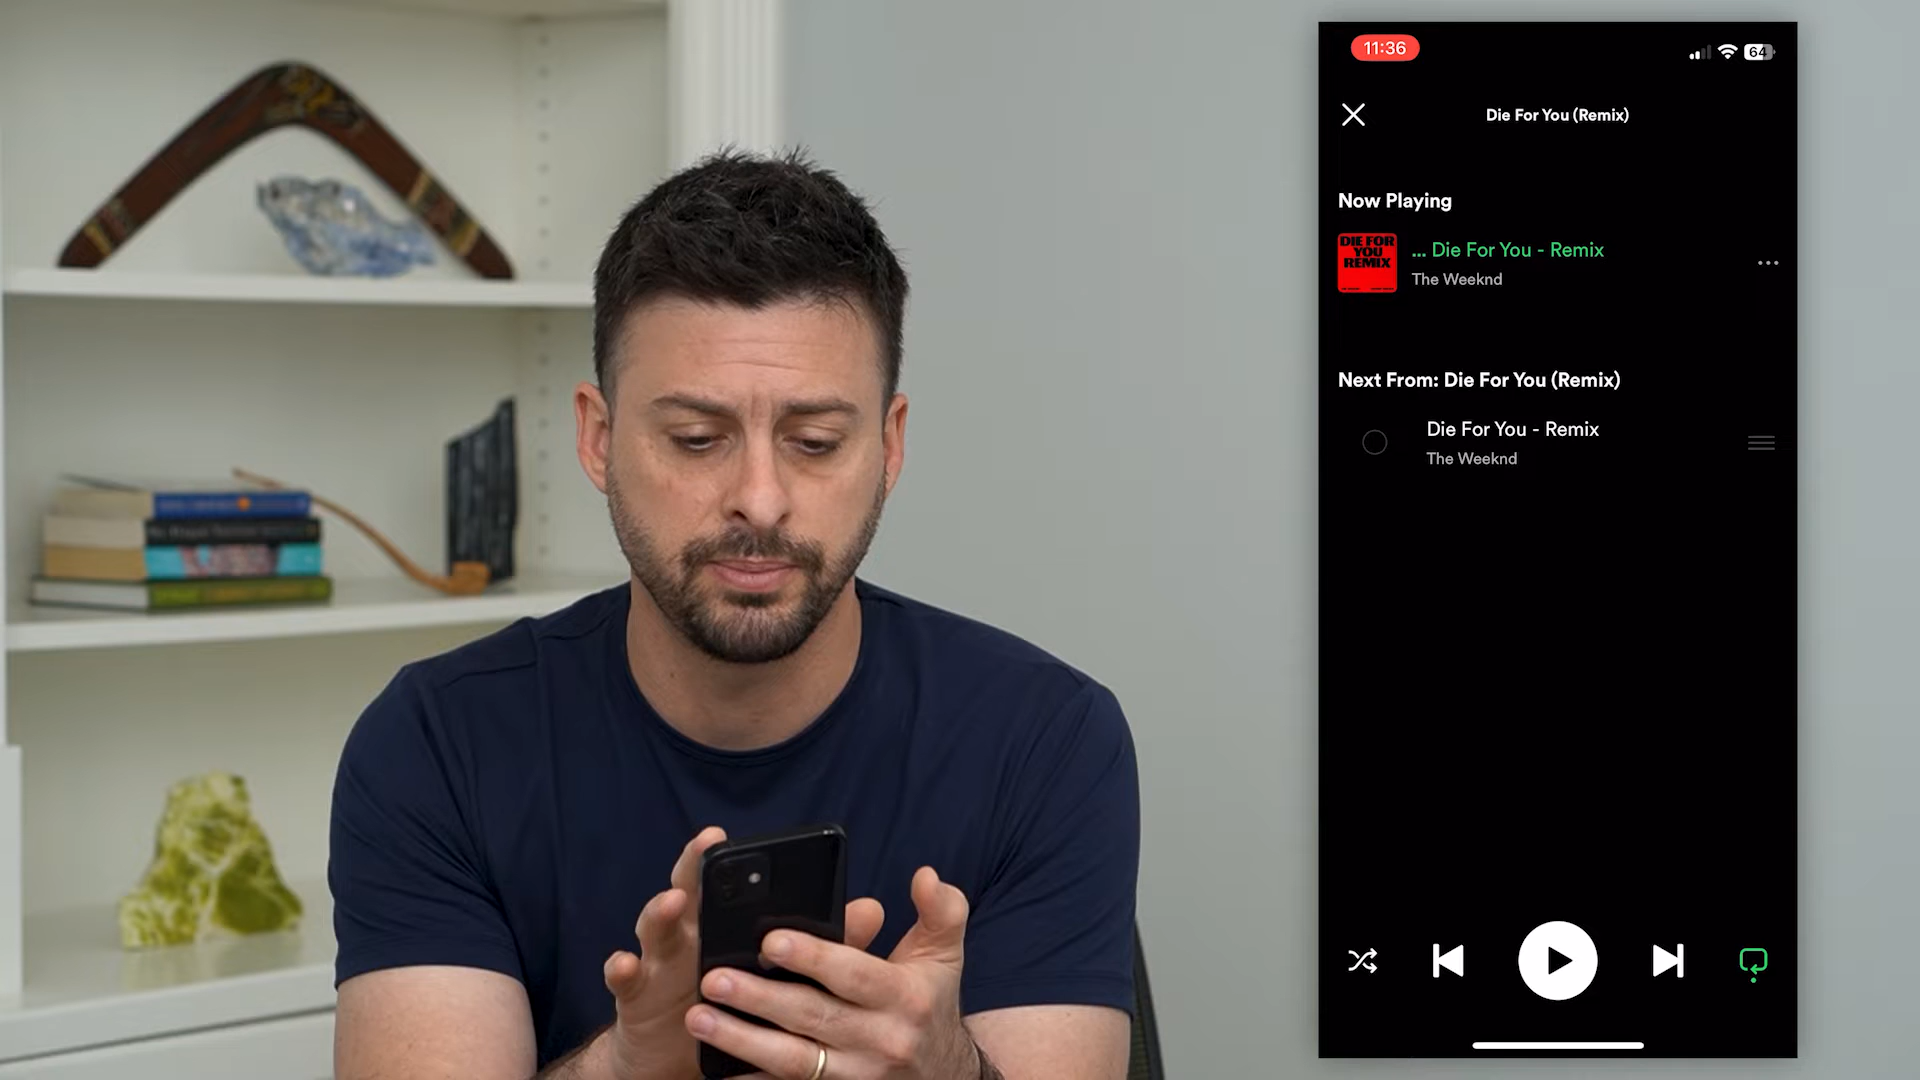 11:36
64
Die For You (Remix)
Now Playing
DIE FOR
YOU
REMIX
... Die For You - Remix
The Weeknd
Next From: Die For You (Remix)
Die For You - Remix
The Weeknd